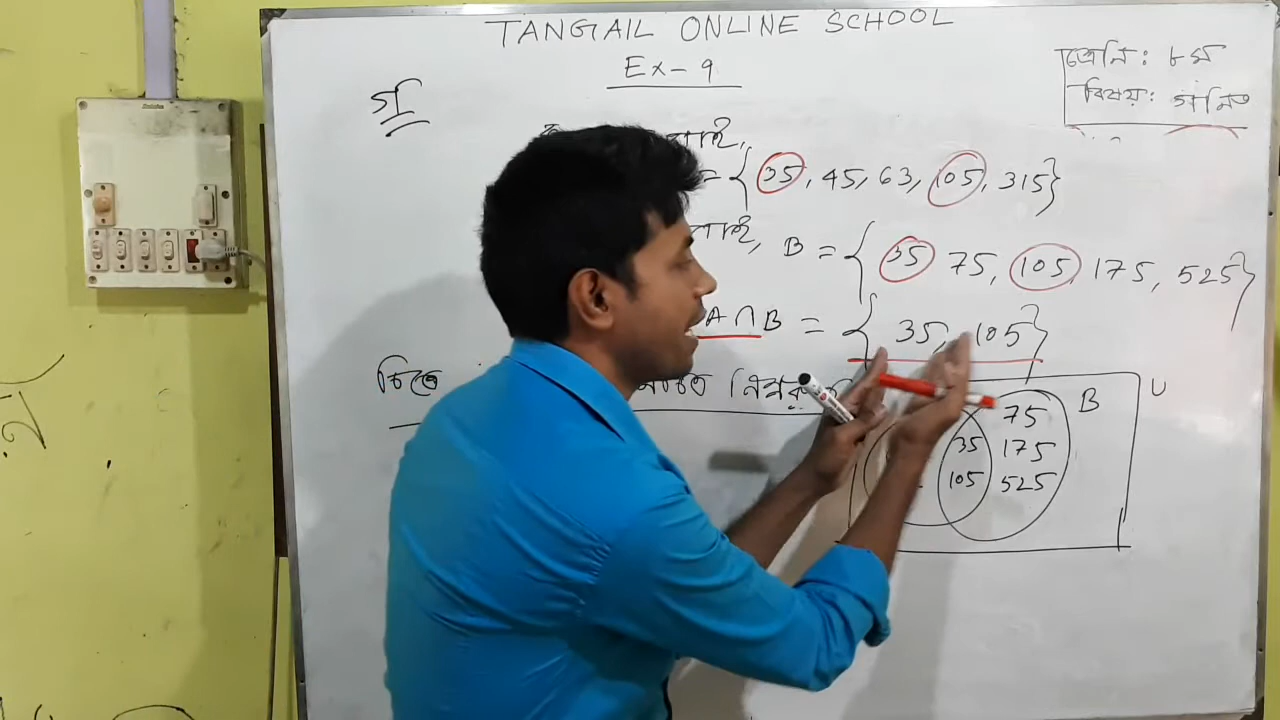 TANGAIL ONLINE SCHOOL
Ex-9
শ্রেনি: ৮ম
বিষয়: গনিত
গ
= {35, 45, 63, 105, 315}
B = {35 75, 105, 175, 525}
A∩B = {35, 105}
চিত্রে
B U
75
35 175
105 525